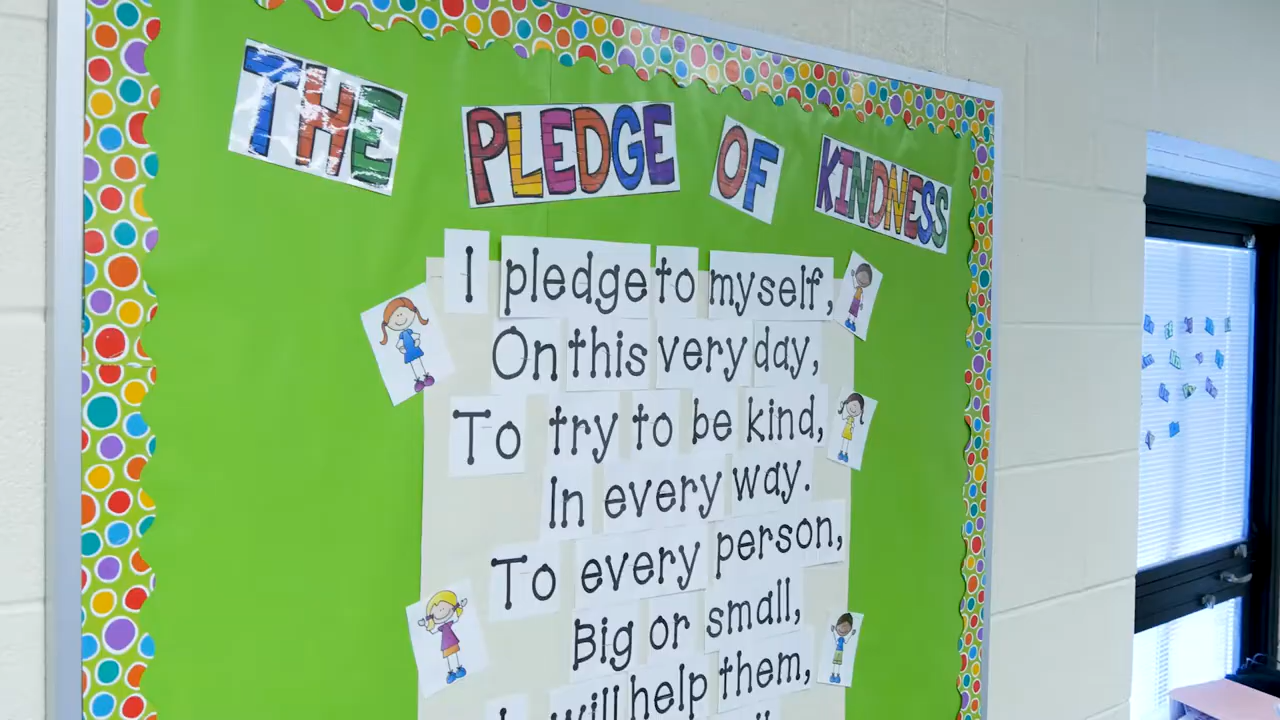 THE PLEDGE OF KINDNESS
I pledge to myself,
On this very day,
To try to be kind,
In every way.
To every person,
Big or small,
I will help them,